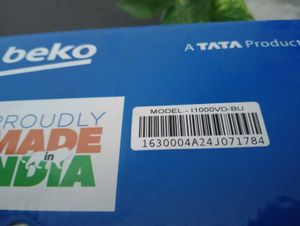 beko
A TATA Product
PROUDLY
MADE
in
INDIA
MODEL - I1000VD-BU
1630004A24J071784